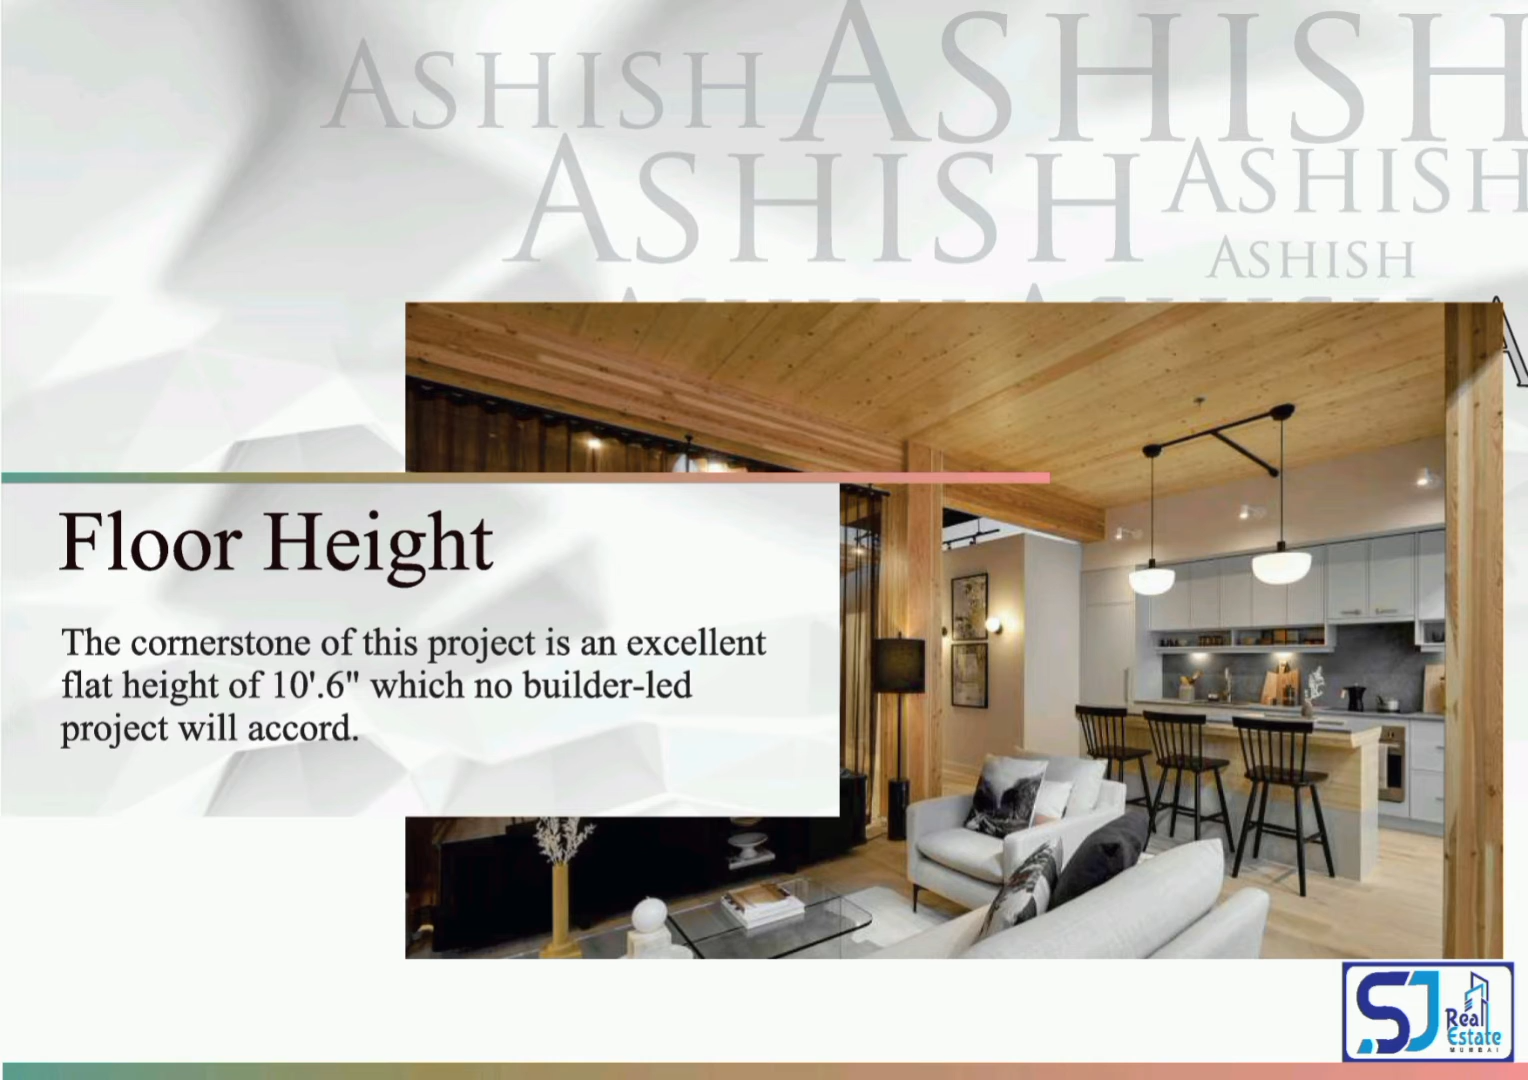 ASHISH ASHISH
ASHISH ASHISH
ASHISH
Floor Height
The cornerstone of this project is an excellent
flat height of 10'.6" which no builder-led
project will accord.
SJ Real
Estate
MUMBAI